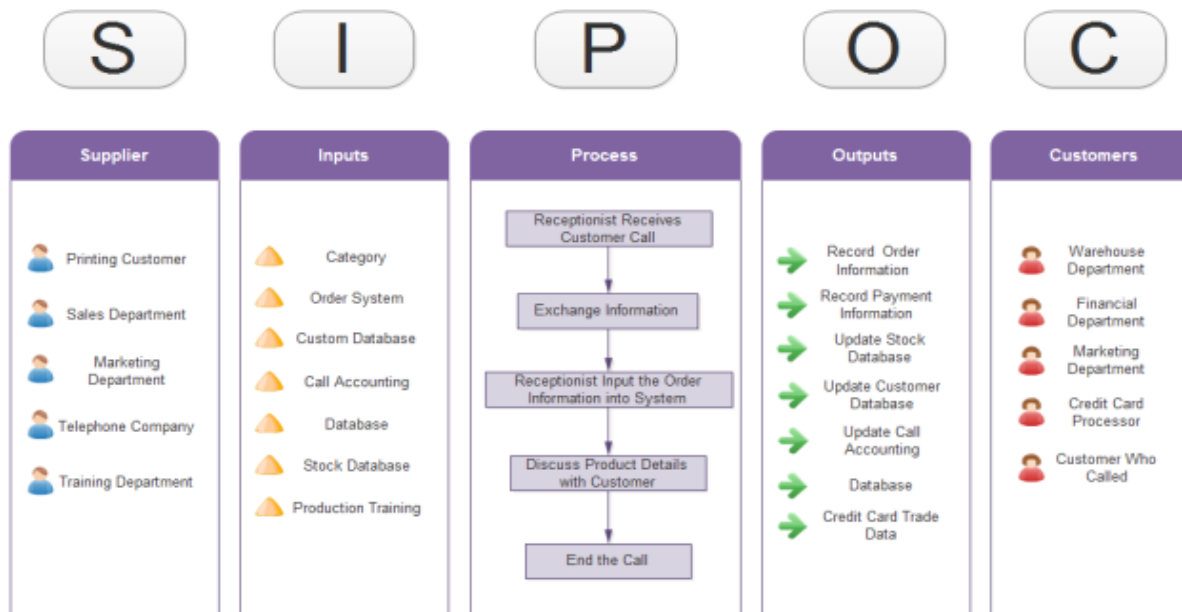 S
I
P
O
C
Supplier
Printing Customer
Sales Department
Marketing
Department
Telephone Company
Training Department
Inputs
Category
Order System
Custom Database
Call Accounting
Database
Stock Database
Production Training
Process
Receptionist Receives
Customer Call
Exchange Information
Receptionist Input the Order
Information into System
Discuss Product Details
with Customer
End the Call
Outputs
Record Order
Information
Record Payment
Information
Update Stock
Database
Update Customer
Database
Update Call
Accounting
Database
Credit Card Trade
Data
Customers
Warehouse
Department
Financial
Department
Marketing
Department
Credit Card
Processor
Customer Who
Called